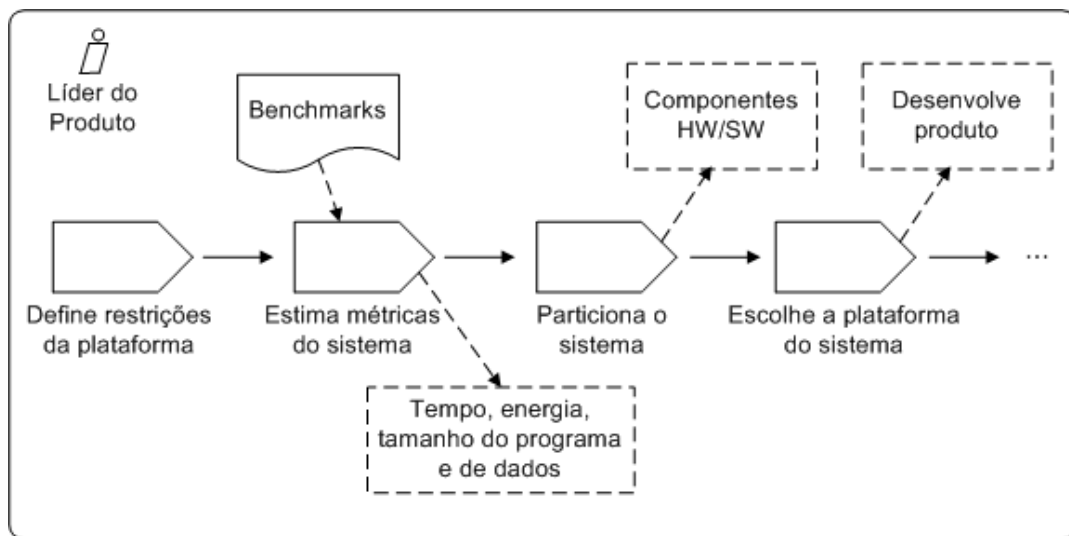 Líder do
Produto
Benchmarks
Componentes
HW/SW
Desenvolve
produto
Define restrições
da plataforma
Estima métricas
do sistema
Particiona o
sistema
Escolhe a plataforma
do sistema
...
Tempo, energia,
tamanho do programa
e de dados